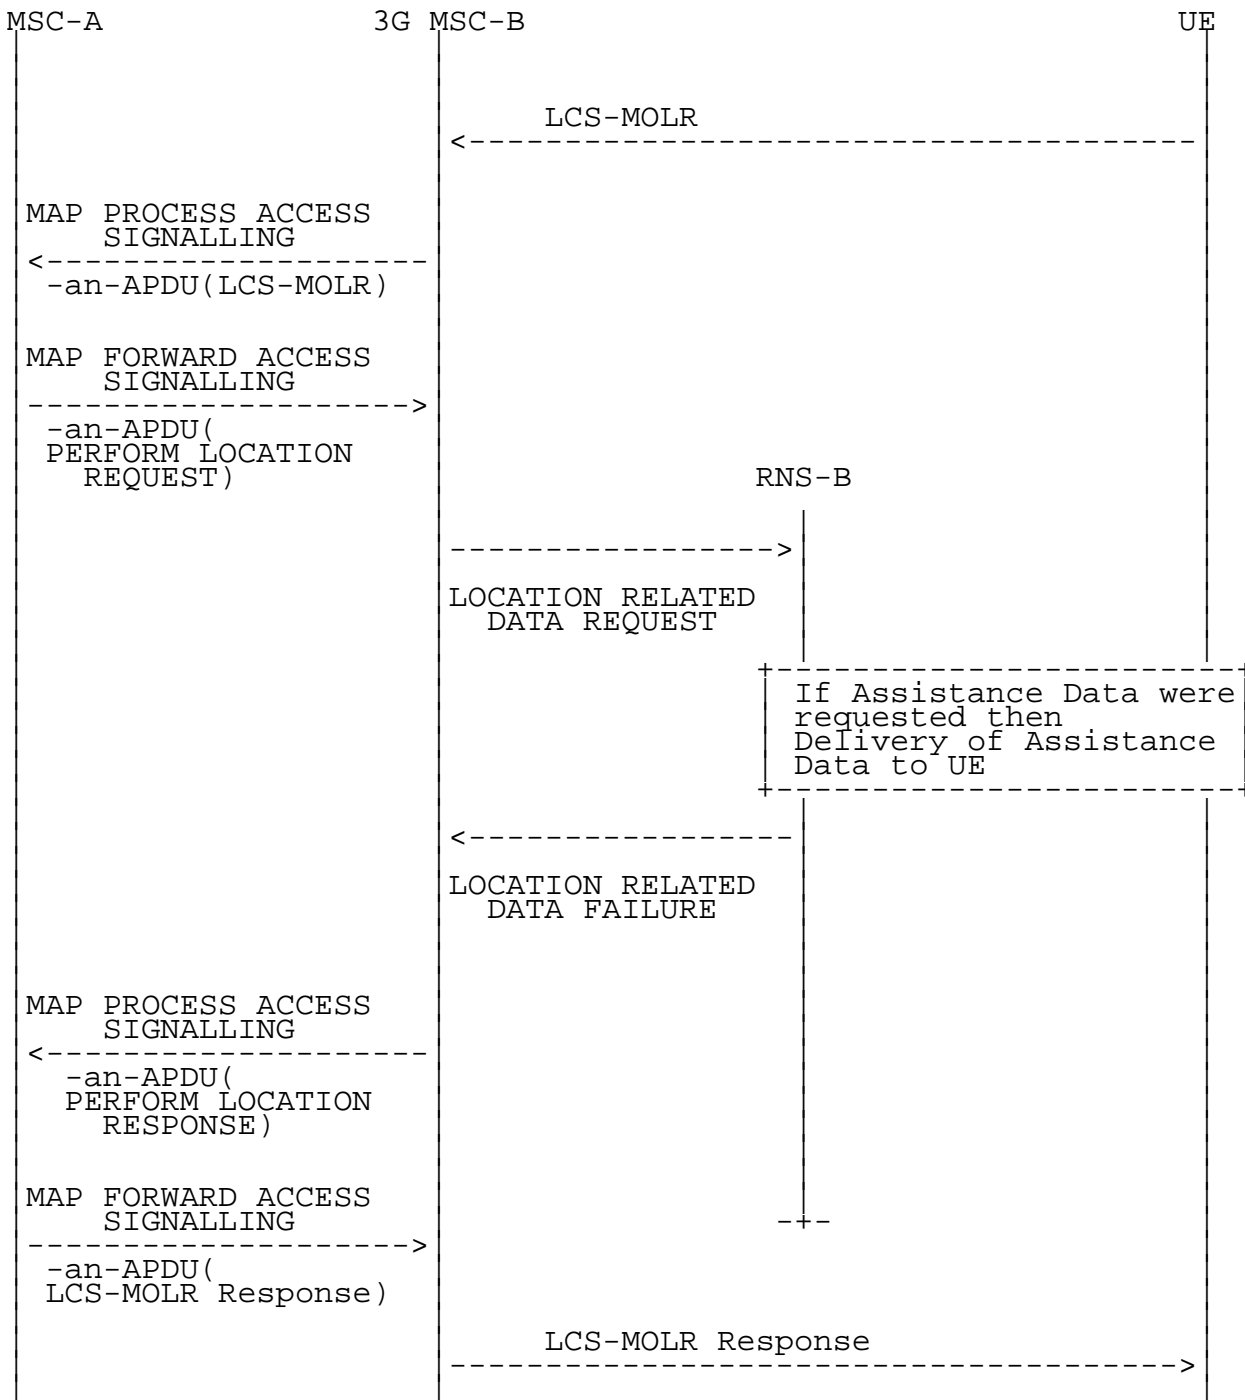 MSC-A 3G MSC-B UE
LCS-MOLR
MAP PROCESS ACCESS
SIGNALLING
-an-APDU(LCS-MOLR)
MAP FORWARD ACCESS
SIGNALLING
-an-APDU(
PERFORM LOCATION
REQUEST)
RNS-B
LOCATION RELATED
DATA REQUEST
If Assistance Data were
requested then
Delivery of Assistance
Data to UE
LOCATION RELATED
DATA FAILURE
MAP PROCESS ACCESS
SIGNALLING
-an-APDU(
PERFORM LOCATION
RESPONSE)
MAP FORWARD ACCESS
SIGNALLING
-an-APDU(
LCS-MOLR Response)
LCS-MOLR Response